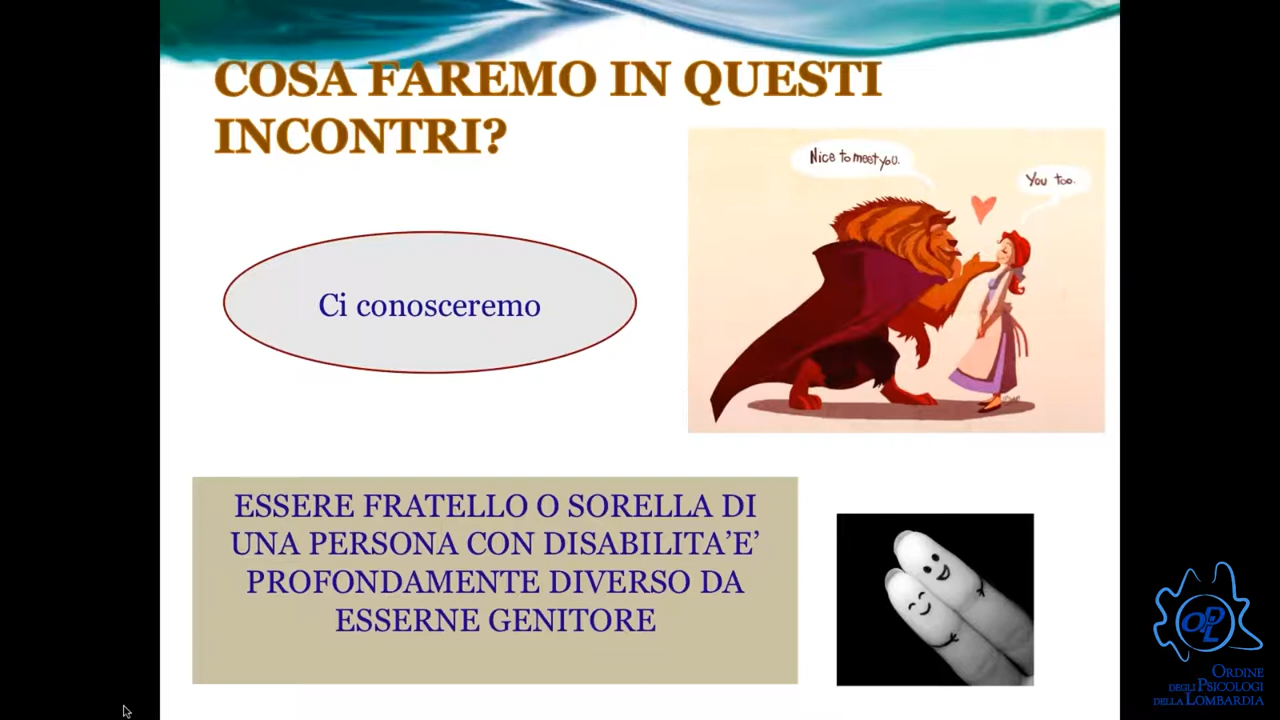 COSA FAREMO IN QUESTI
INCONTRI?
Nice to meet you.
You too.
Ci conosceremo
ESSERE FRATELLO O SORELLA DI
UNA PERSONA CON DISABILITA’E’
PROFONDAMENTE DIVERSO DA
ESSERNE GENITORE
OPL
ORDINE
DEGLI PSICOLOGI
DELLA LOMBARDIA